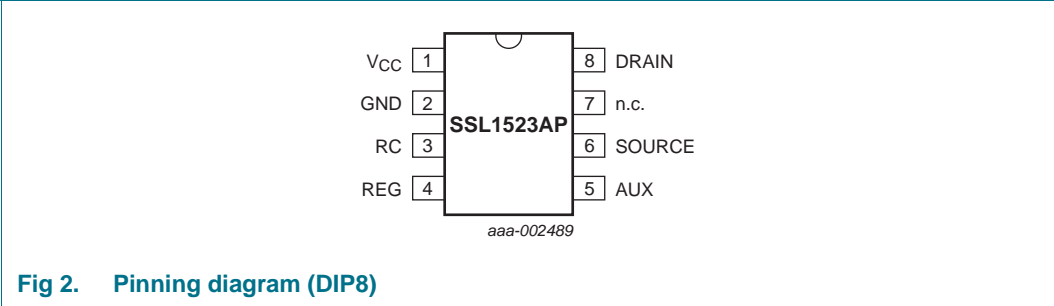 VCC 1
GND 2
RC 3
REG 4
SSL1523AP
8 DRAIN
7 n.c.
6 SOURCE
5 AUX
aaa-002489
Fig 2. Pinning diagram (DIP8)